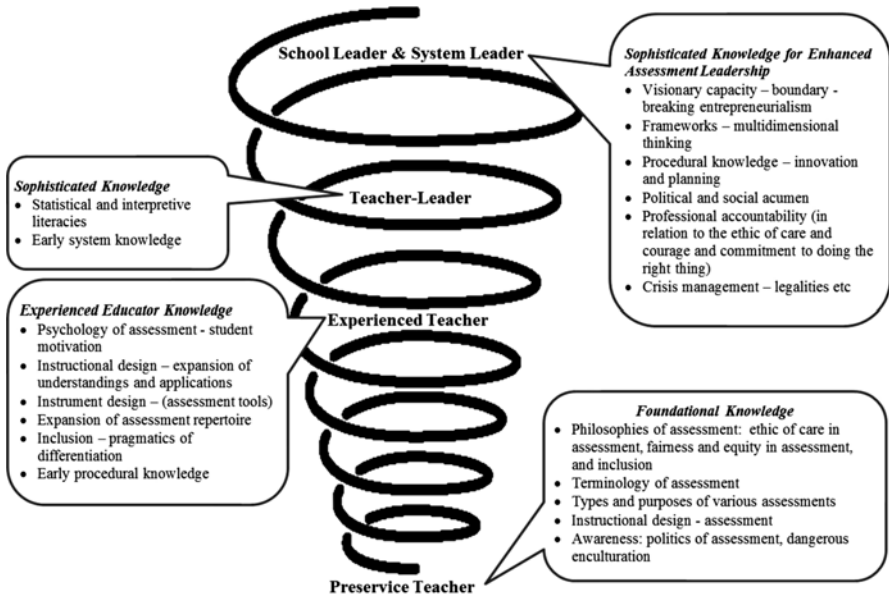 School Leader & System Leader
Sophisticated Knowledge for Enhanced
Assessment Leadership
• Visionary capacity – boundary -
breaking entrepreneurialism
• Frameworks – multidimensional
thinking
• Procedural knowledge – innovation
and planning
• Political and social acumen
• Professional accountability (in
relation to the ethic of care and
courage and commitment to doing the
right thing)
• Crisis management – legalities etc
Sophisticated Knowledge
• Statistical and interpretive
literacies
• Early system knowledge
Teacher-Leader
Experienced Educator Knowledge
• Psychology of assessment - student
motivation
• Instructional design – expansion of
understandings and applications
• Instrument design – (assessment tools)
• Expansion of assessment repertoire
• Inclusion – pragmatics of
differentiation
• Early procedural knowledge
Experienced Teacher
Foundational Knowledge
• Philosophies of assessment: ethic of care in
assessment, fairness and equity in assessment,
and inclusion
• Terminology of assessment
• Types and purposes of various assessments
• Instructional design - assessment
• Awareness: politics of assessment, dangerous
enculturation
Preservice Teacher